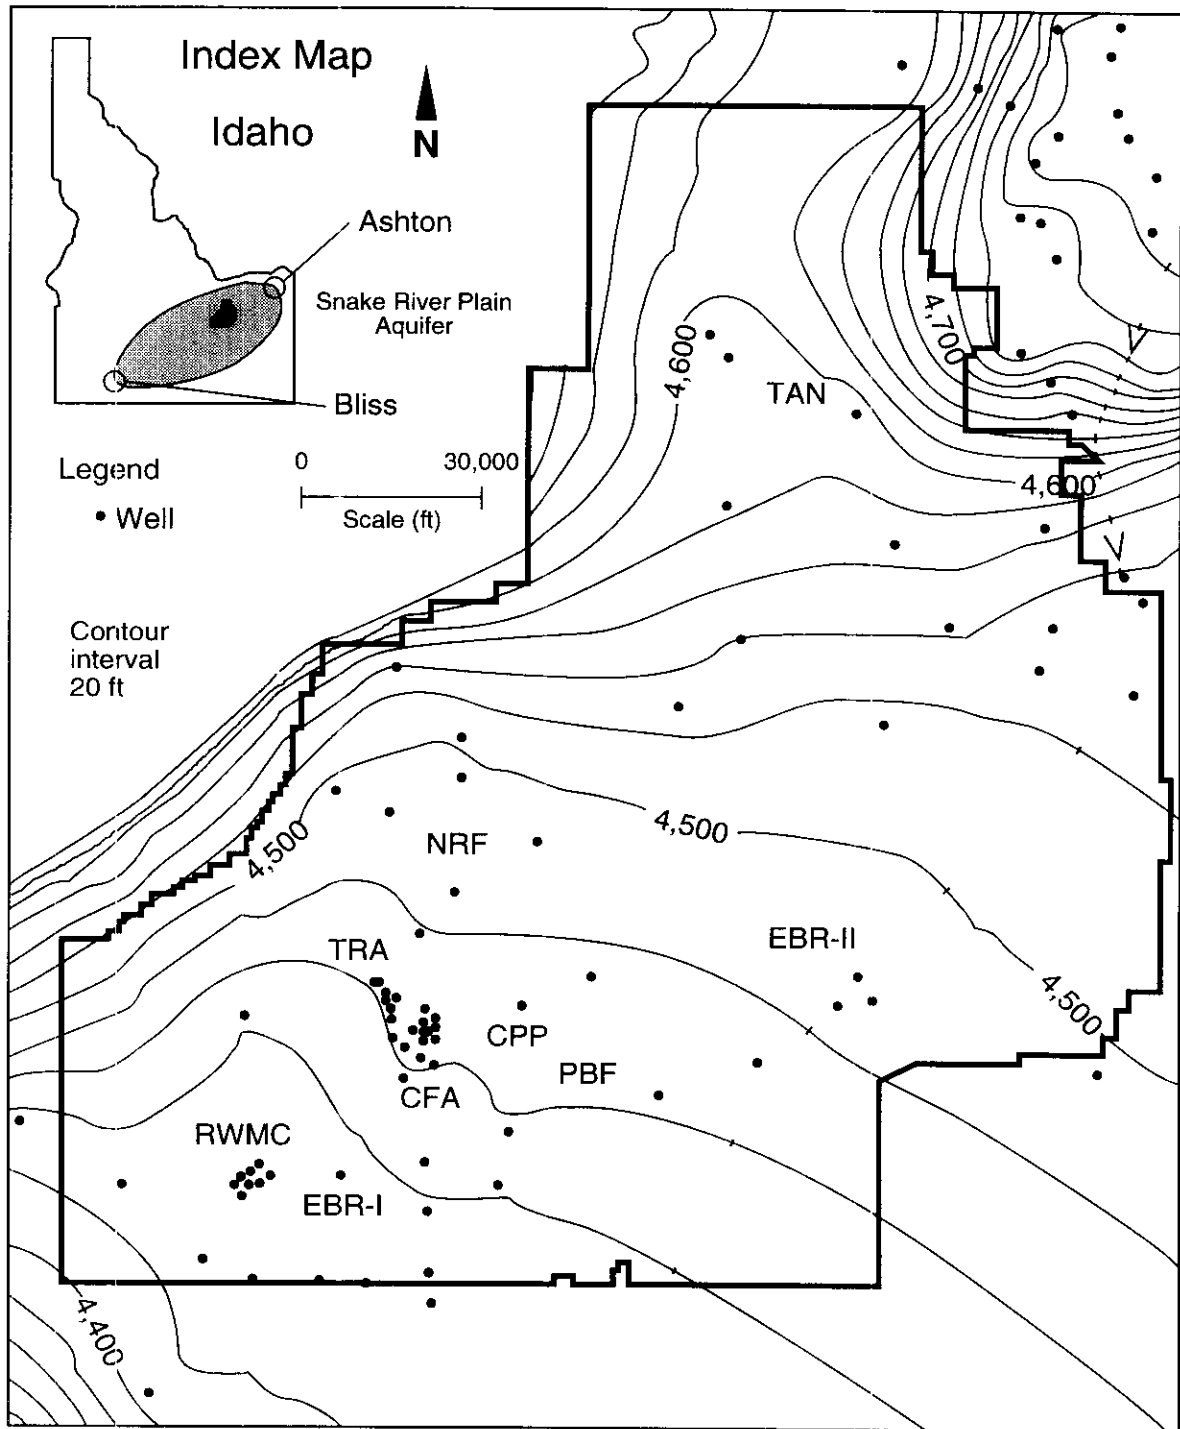 Index Map
Idaho
N
Ashton
Snake River Plain
Aquifer
Bliss
Legend
0 30,000
Scale (ft)
Well
Contour
interval
20 ft
4,700
4,600
TAN
4,600
4,500
4,500
NRF
EBR-II
TRA
4,500
CPP
PBF
CFA
RWMC
EBR-I
4,400